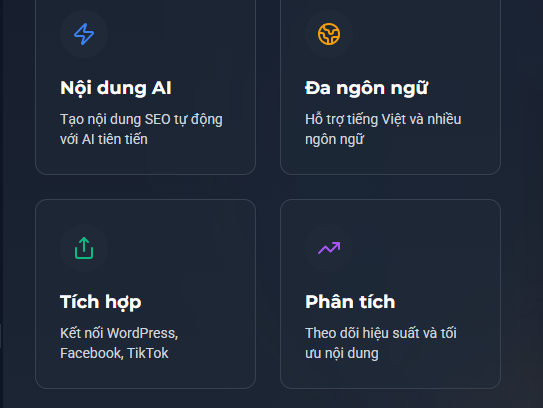 Nội dung AI
Tạo nội dung SEO tự động
với AI tiên tiến
Đa ngôn ngữ
Hỗ trợ tiếng Việt và nhiều
ngôn ngữ
Tích hợp
Kết nối WordPress,
Facebook, TikTok
Phân tích
Theo dõi hiệu suất và tối
ưu nội dung